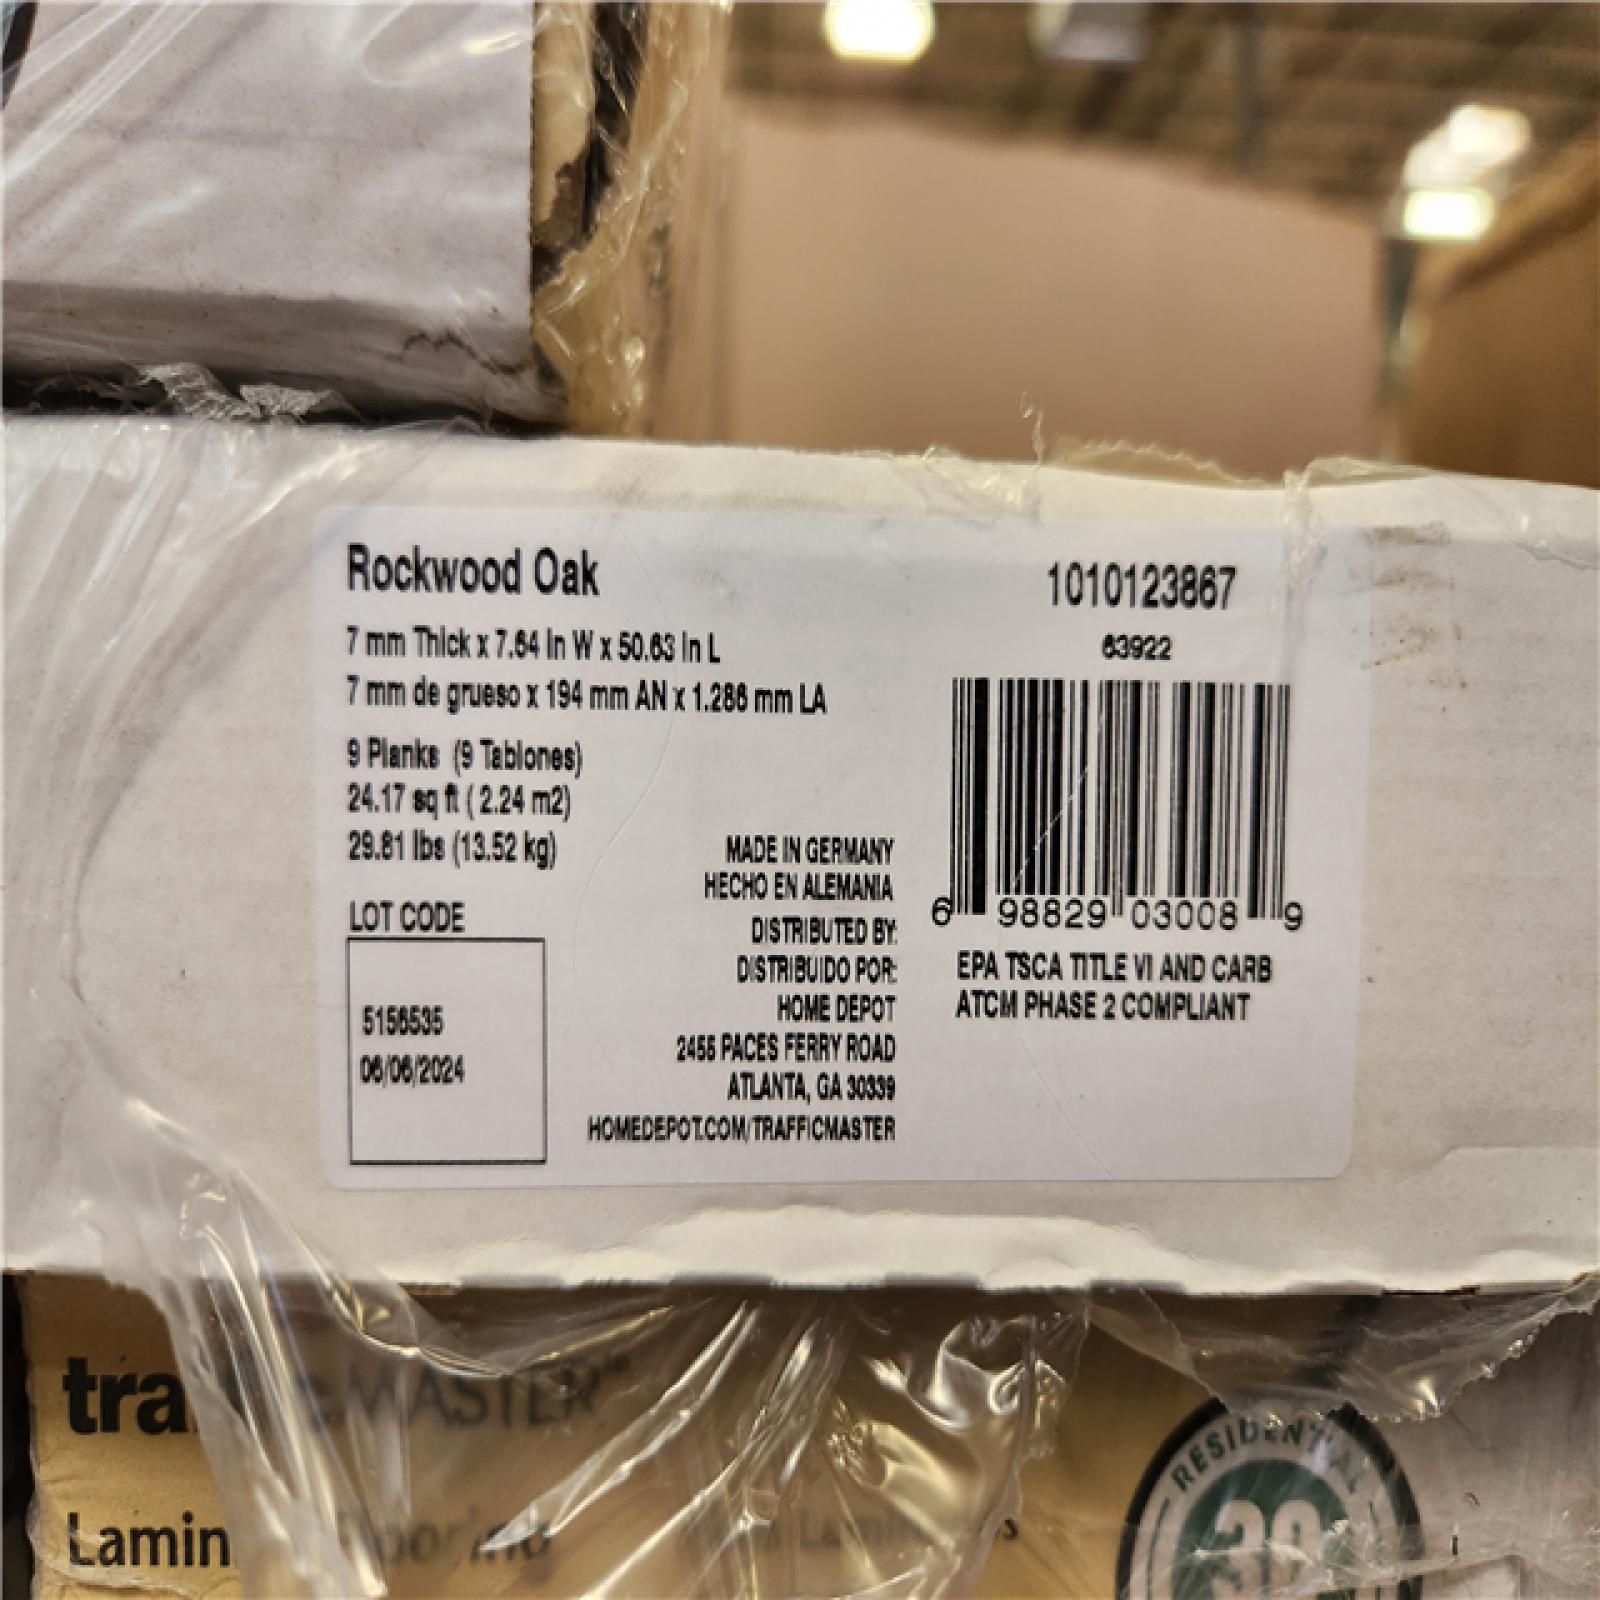 Rockwood Oak
7 mm Thick x 7.64 in W x 50.63 in L
7 mm de grueso x 194 mm AN x 1.286 mm LA
9 Planks (9 Tablones)
24.17 sq ft ( 2.24 m2)
29.81 lbs (13.52 kg)
LOT CODE
5156535
06/06/2024
MADE IN GERMANY
HECHO EN ALEMANIA
DISTRIBUTED BY:
DISTRIBUIDO POR:
HOME DEPOT
2455 PACES FERRY ROAD
ATLANTA, GA 30339
HOMEDEPOT.COM/TRAFFICMASTER
1010123867
63922
6 98829 03008 9
EPA TSCA TITLE VI AND CARB
ATCM PHASE 2 COMPLIANT
MASTER
RESIDENTIAL
30